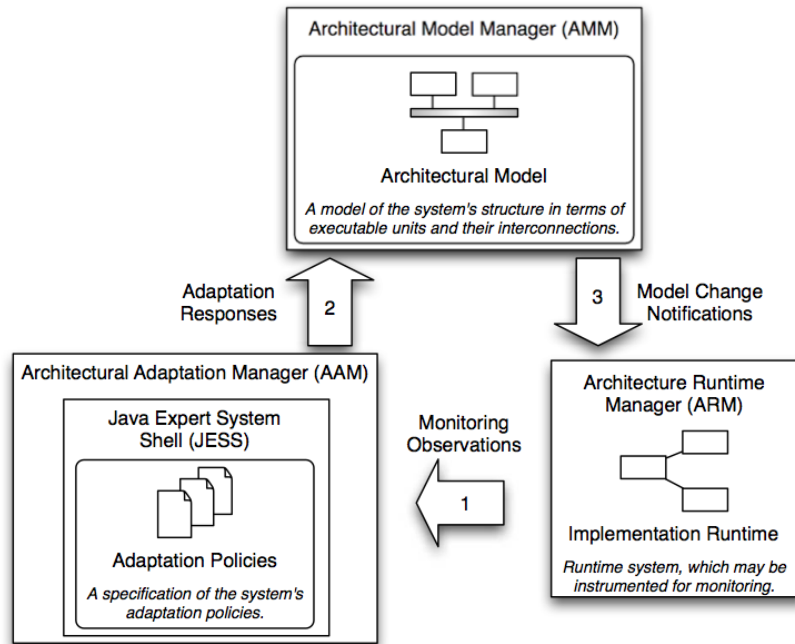 Architectural Model Manager (AMM)
Architectural Model
A model of the system's structure in terms of
executable units and their interconnections.
Adaptation
Responses
2
3
Model Change
Notifications
Architectural Adaptation Manager (AAM)
Java Expert System
Shell (JESS)
Adaptation Policies
A specification of the system's
adaptation policies.
Monitoring
Observations
1
Architecture Runtime
Manager (ARM)
Implementation Runtime
Runtime system, which may be
instrumented for monitoring.